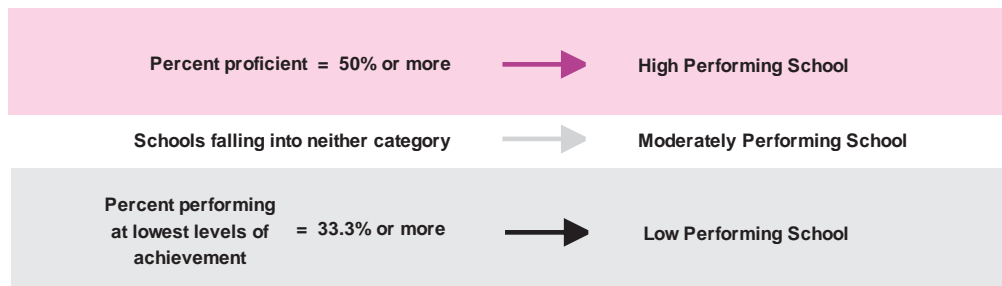 Percent proficient = 50% or more
High Performing School
Schools falling into neither category
Moderately Performing School
Percent performing
at lowest levels of
achievement
= 33.3% or more
Low Performing School